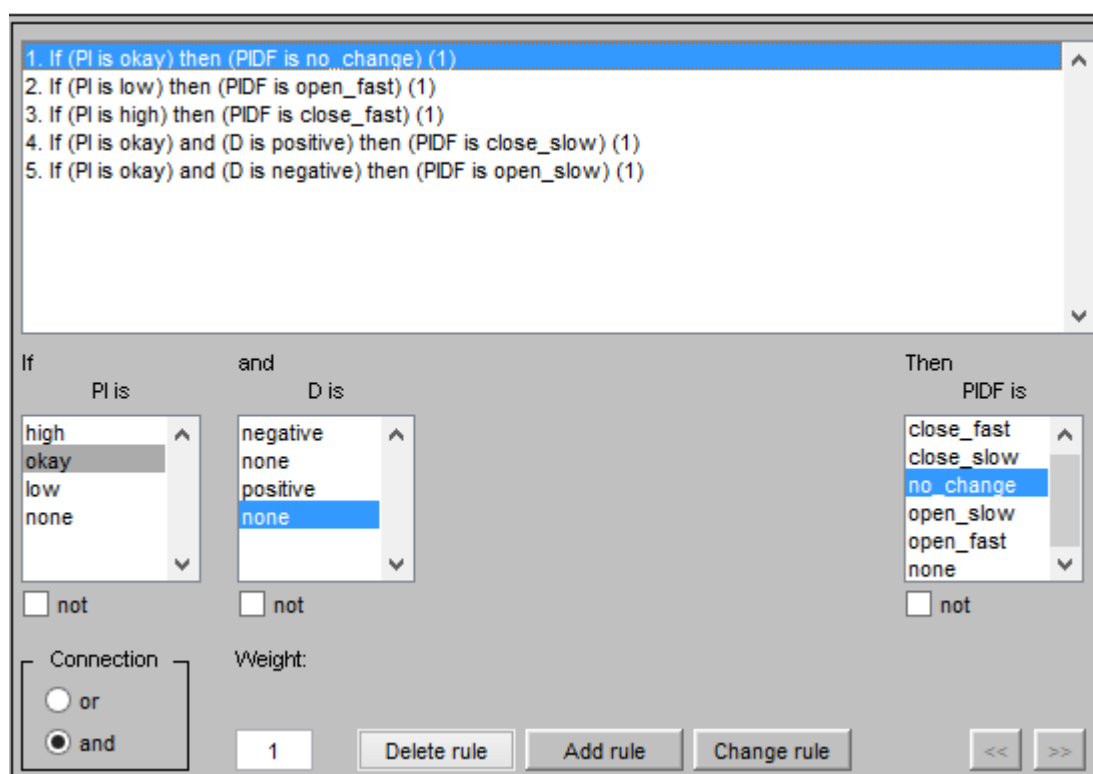 1. If (PI is okay) then (PIDF is no_change) (1)
2. If (PI is low) then (PIDF is open_fast) (1)
3. If (PI is high) then (PIDF is close_fast) (1)
4. If (PI is okay) and (D is positive) then (PIDF is close_slow) (1)
5. If (PI is okay) and (D is negative) then (PIDF is open_slow) (1)
If
PI is
high
okay
low
none
not
and
D is
negative
none
positive
none
not
Then
PIDF is
close_fast
close_slow
no_change
open_slow
open_fast
none
not
Connection
or
and
Weight:
1
Delete rule
Add rule
Change rule
<<
>>